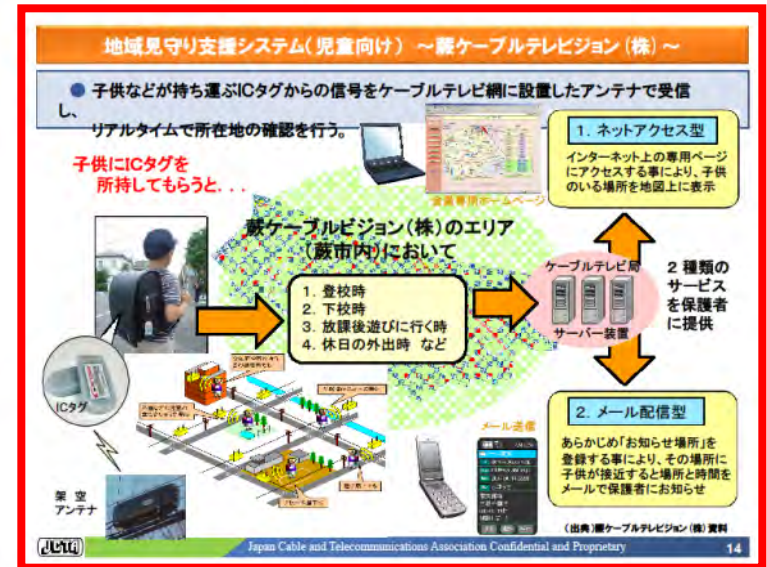 地域見守り支援システム(児童向け) ～蕨ケーブルテレビジョン(株)～
● 子供などが持ち運ぶICタグからの信号をケーブルテレビ網に設置したアンテナで受信
し、
リアルタイムで所在地の確認を行う。
子供にICタグを
所持してもらうと．．．
会員専用ホームページ
1．ネットアクセス型
インターネット上の専用ページ
にアクセスする事により、子供
のいる場所を地図上に表示
蕨ケーブルビジョン(株)のエリア
(蕨市内)において
1．登校時
2．下校時
3．放課後遊びに行く時
4．休日の外出時 など
ケーブルテレビ局
サーバー装置
2種類の
サービス
を保護者
に提供
ICタグ
架 空
アンテナ
メール送信
2．メール配信型
あらかじめ「お知らせ場所」を
登録する事により、その場所に
子供が接近すると場所と時間を
メールで保護者にお知らせ
(出典)蕨ケーブルテレビジョン(株)資料
JCTA
Japan Cable and Telecommunications Association Confidential and Proprietary
14